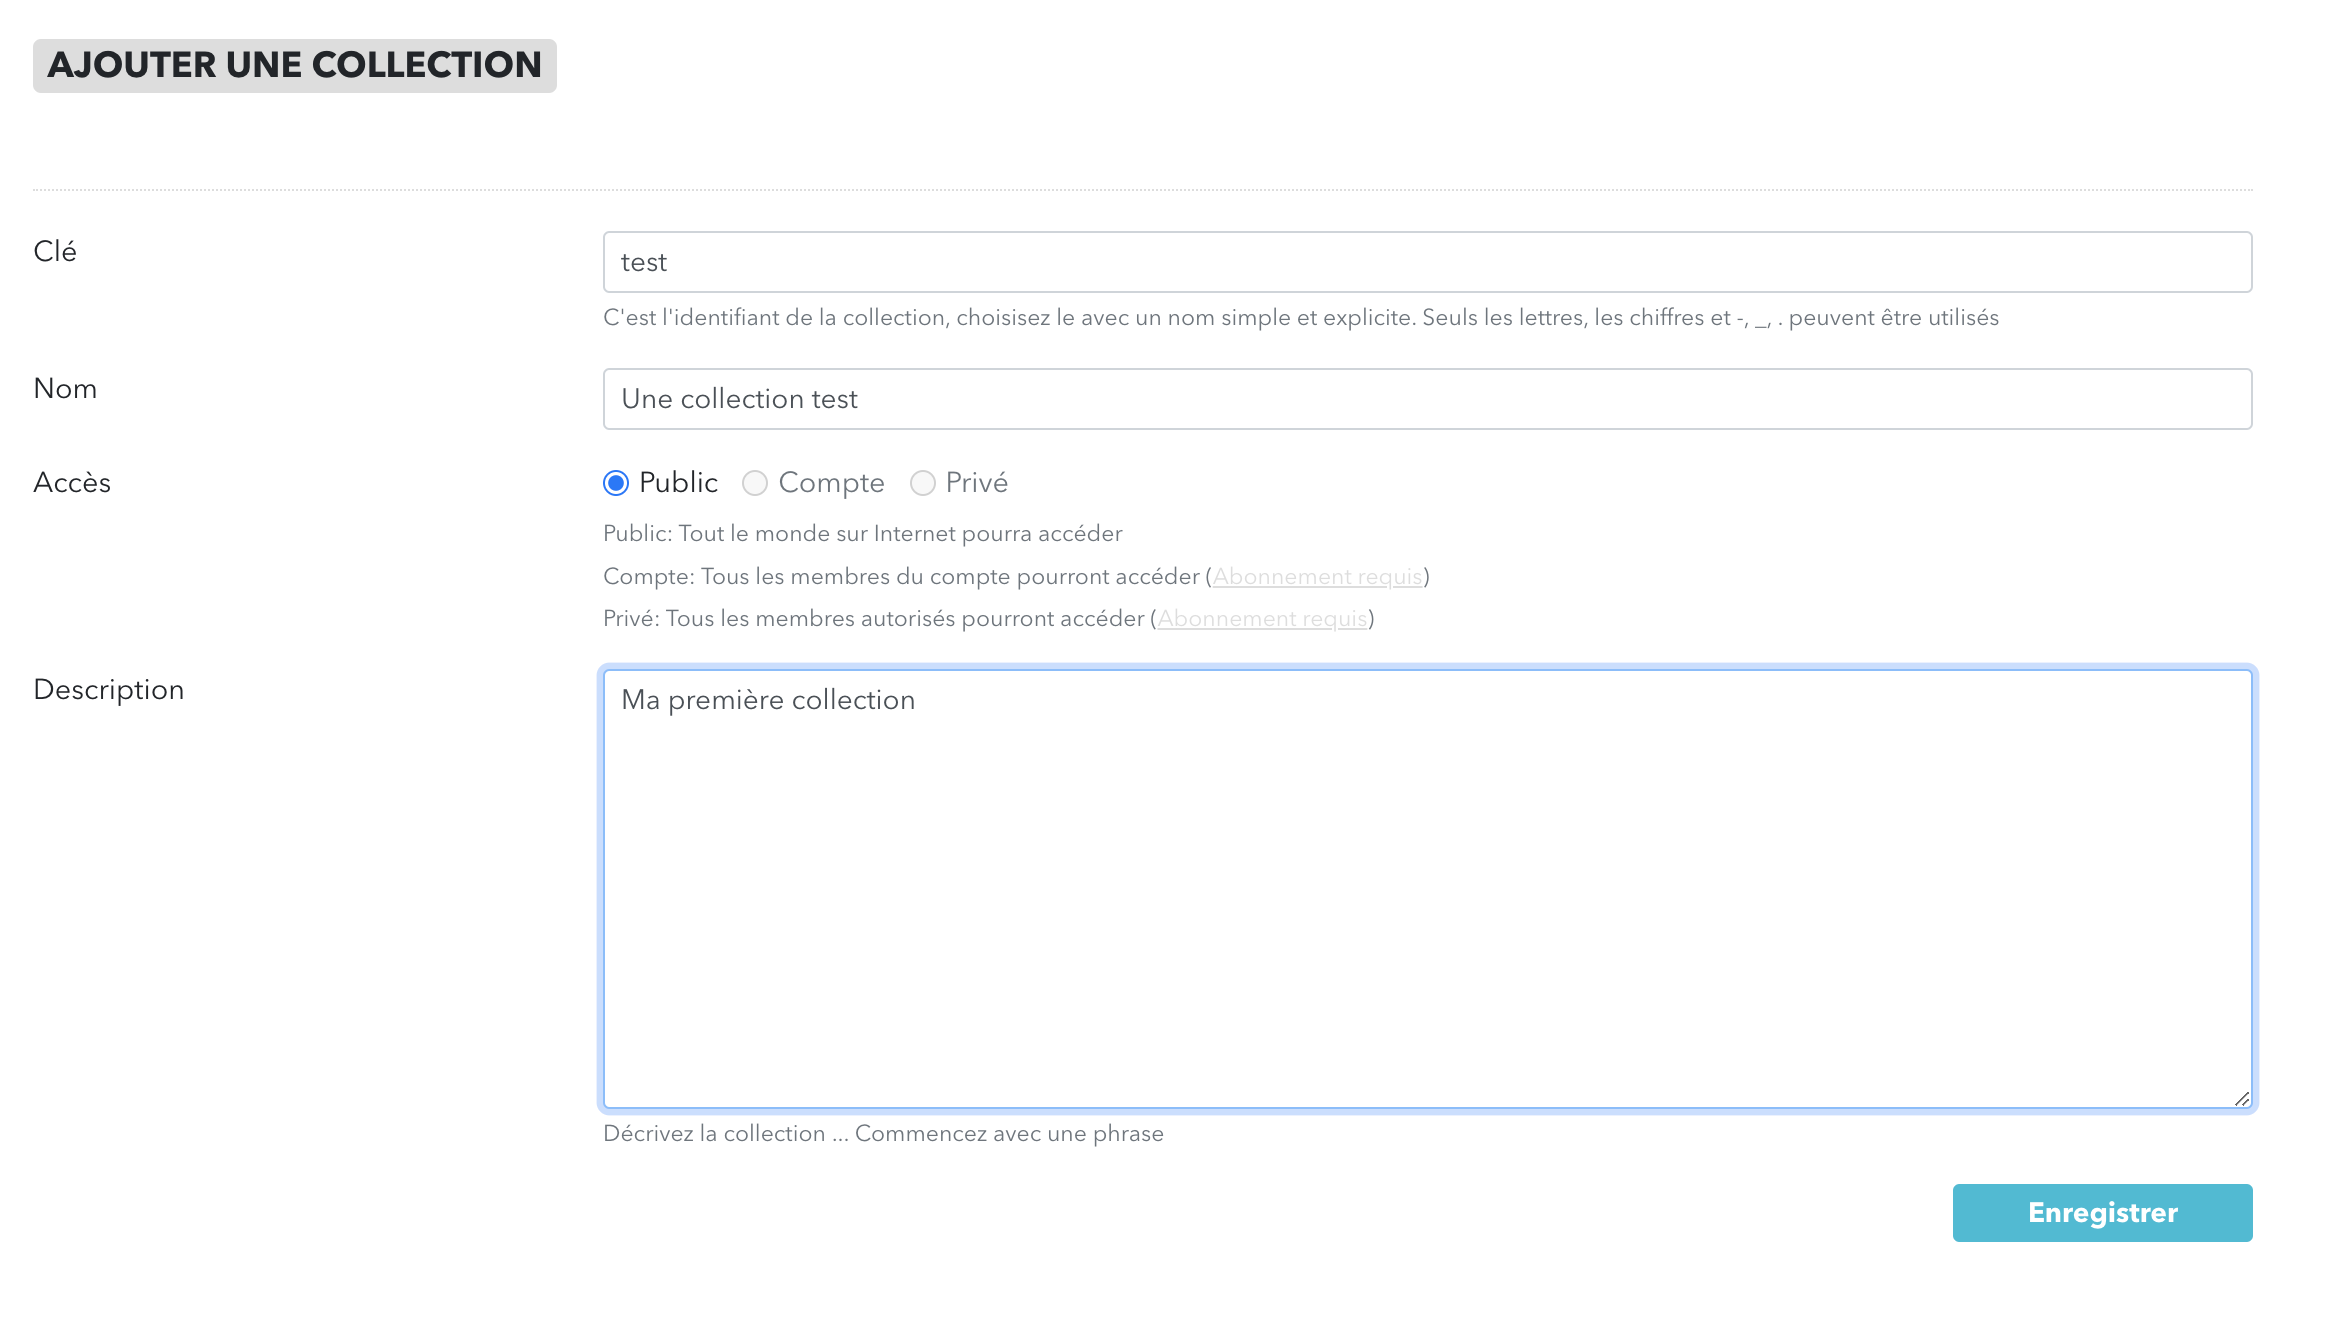 AJOUTER UNE COLLECTION
Clé
test
C'est l'identifiant de la collection, choisisez le avec un nom simple et explicite. Seuls les lettres, les chiffres et -, _, . peuvent être utilisés
Nom
Une collection test
Accès
Public Compte Privé
Public: Tout le monde sur Internet pourra accéder
Compte: Tous les membres du compte pourront accéder (Abonnement requis)
Privé: Tous les membres autorisés pourront accéder (Abonnement requis)
Description
Ma première collection
Décrivez la collection ... Commencez avec une phrase
Enregistrer